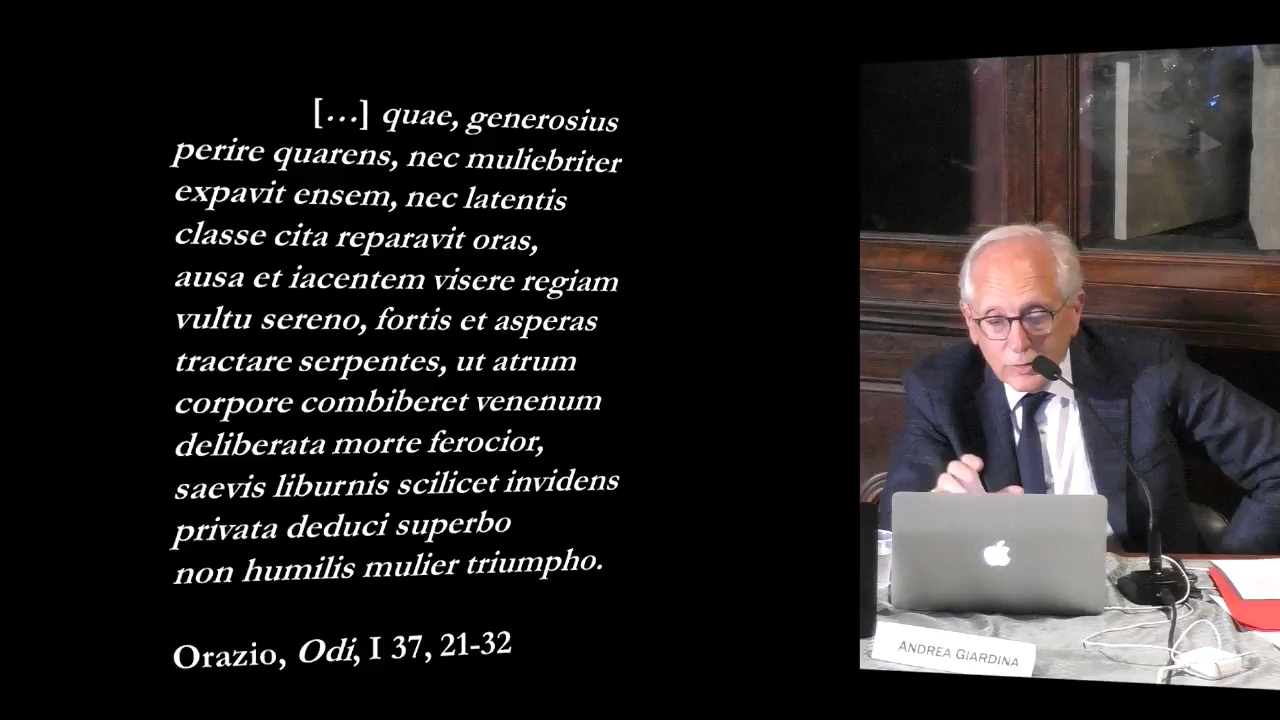 […] quae, generosius
perire quarens, nec muliebriter
expavit ensem, nec latentis
classe cita reparavit oras,
ausa et iacentem visere regiam
vultu sereno, fortis et asperas
tractare serpentes, ut atrum
corpore combiberet venenum
deliberata morte ferocior,
saevis liburnis scilicet invidens
privata deduci superbo
non humilis mulier triumpho.
Orazio, Odi, I 37, 21-32
ANDREA GIARDINA